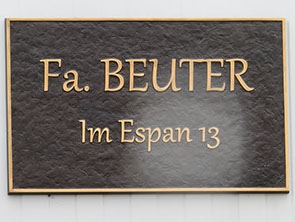 Fa. BEUTER
Im Espan 13